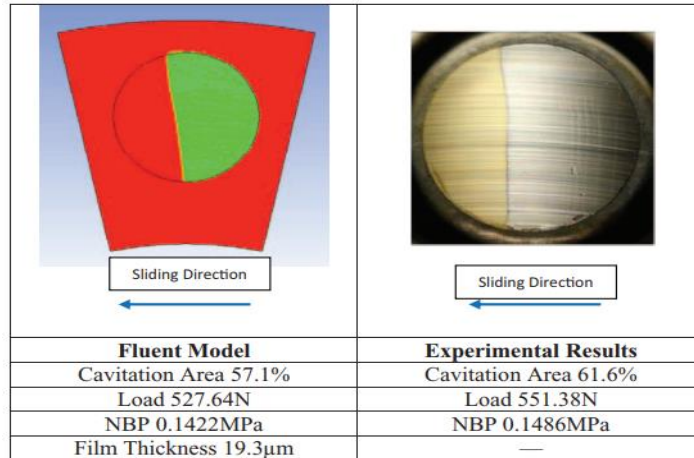 Sliding Direction
Sliding Direction
Fluent Model
Experimental Results
Cavitation Area 57.1%
Cavitation Area 61.6%
Load 527.64N
Load 551.38N
NBP 0.1422MPa
NBP 0.1486MPa
Film Thickness 19.3µm
—